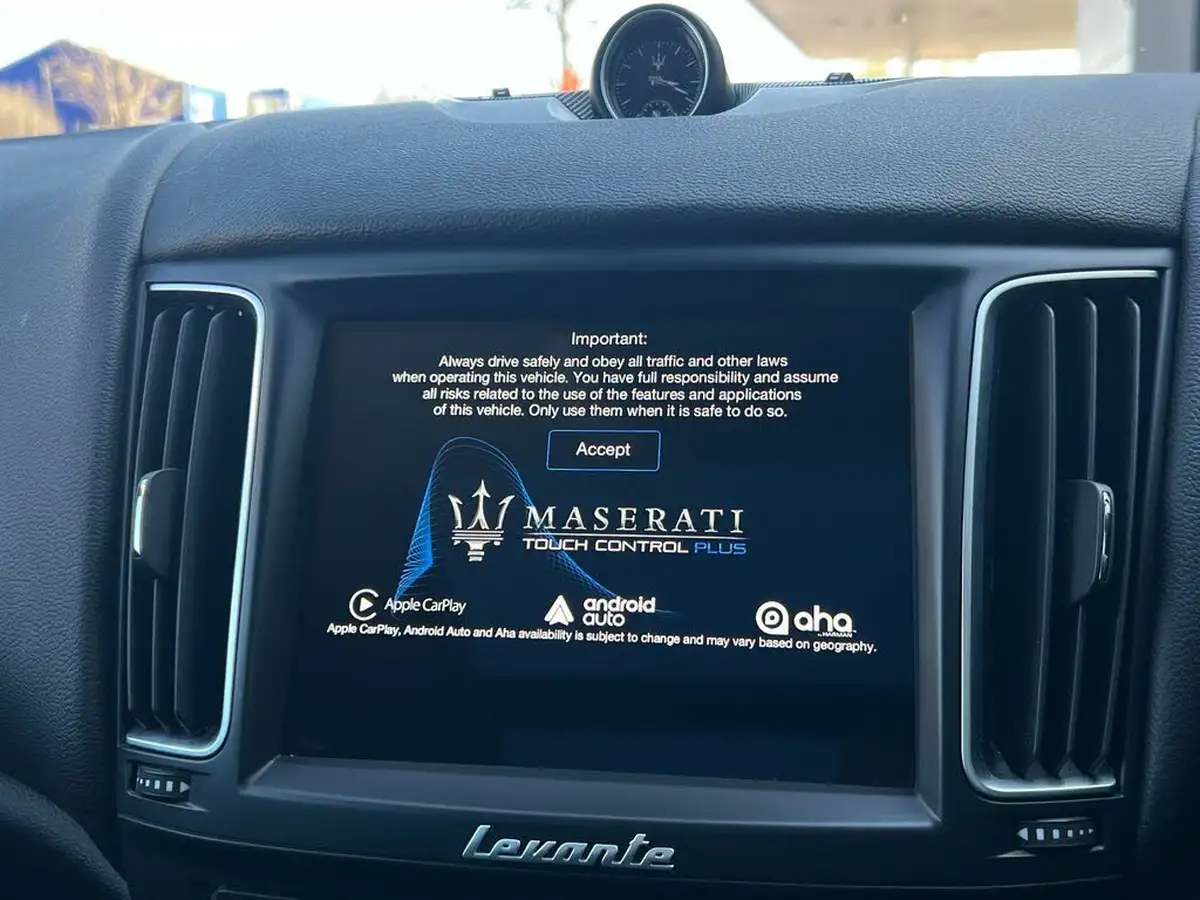 Important:
Always drive safely and obey all traffic and other laws
when operating this vehicle. You have full responsibility and assume
all risks related to the use of the features and applications
of this vehicle. Only use them when it is safe to do so.
Accept
MASERATI
TOUCH CONTROL PLUS
Apple CarPlay
android
auto
aha
by HARMAN
Apple CarPlay, Android Auto and Aha availability is subject to change and may vary based on geography.
Levante